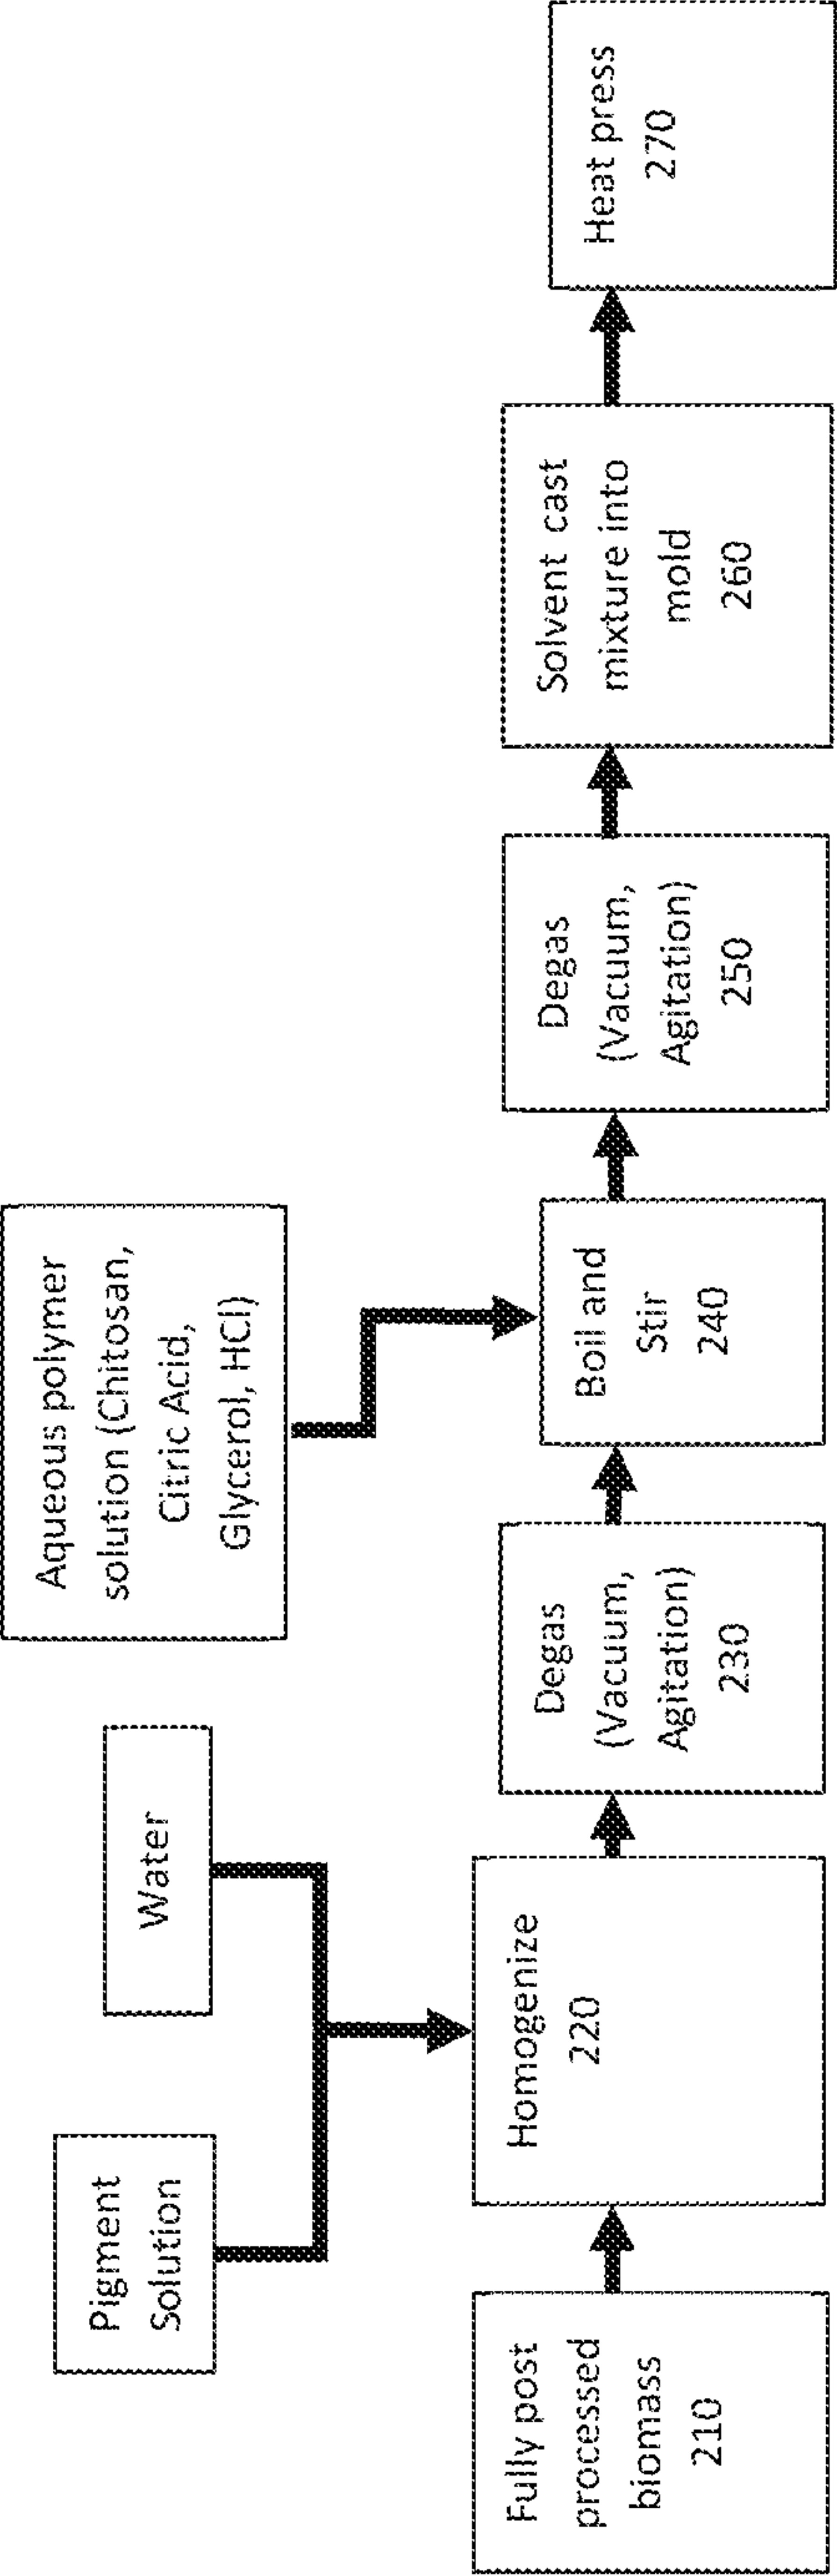 Pigment
Solution
Water
Aqueous polymer
solution (Chitosan,
Citric Acid,
Glycerol, HCl)
Fully post
processed
biomass
210
Homogenize
220
Degas
(Vacuum,
Agitation)
230
Boil and
Stir
240
Degas
(Vacuum,
Agitation)
250
Solvent cast
mixture into
mold
260
Heat press
270